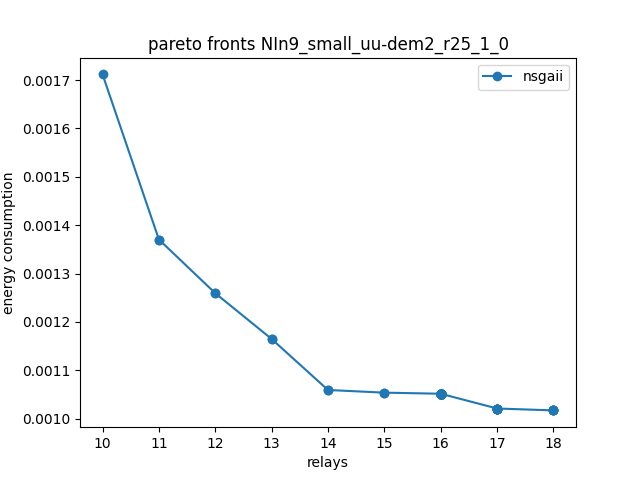 pareto fronts NIn9_small_uu-dem2_r25_1_0
nsgaii
0.0017
0.0016
0.0015
0.0014
0.0013
0.0012
0.0011
0.0010
energy consumption
10 11 12 13 14 15 16 17 18
relays